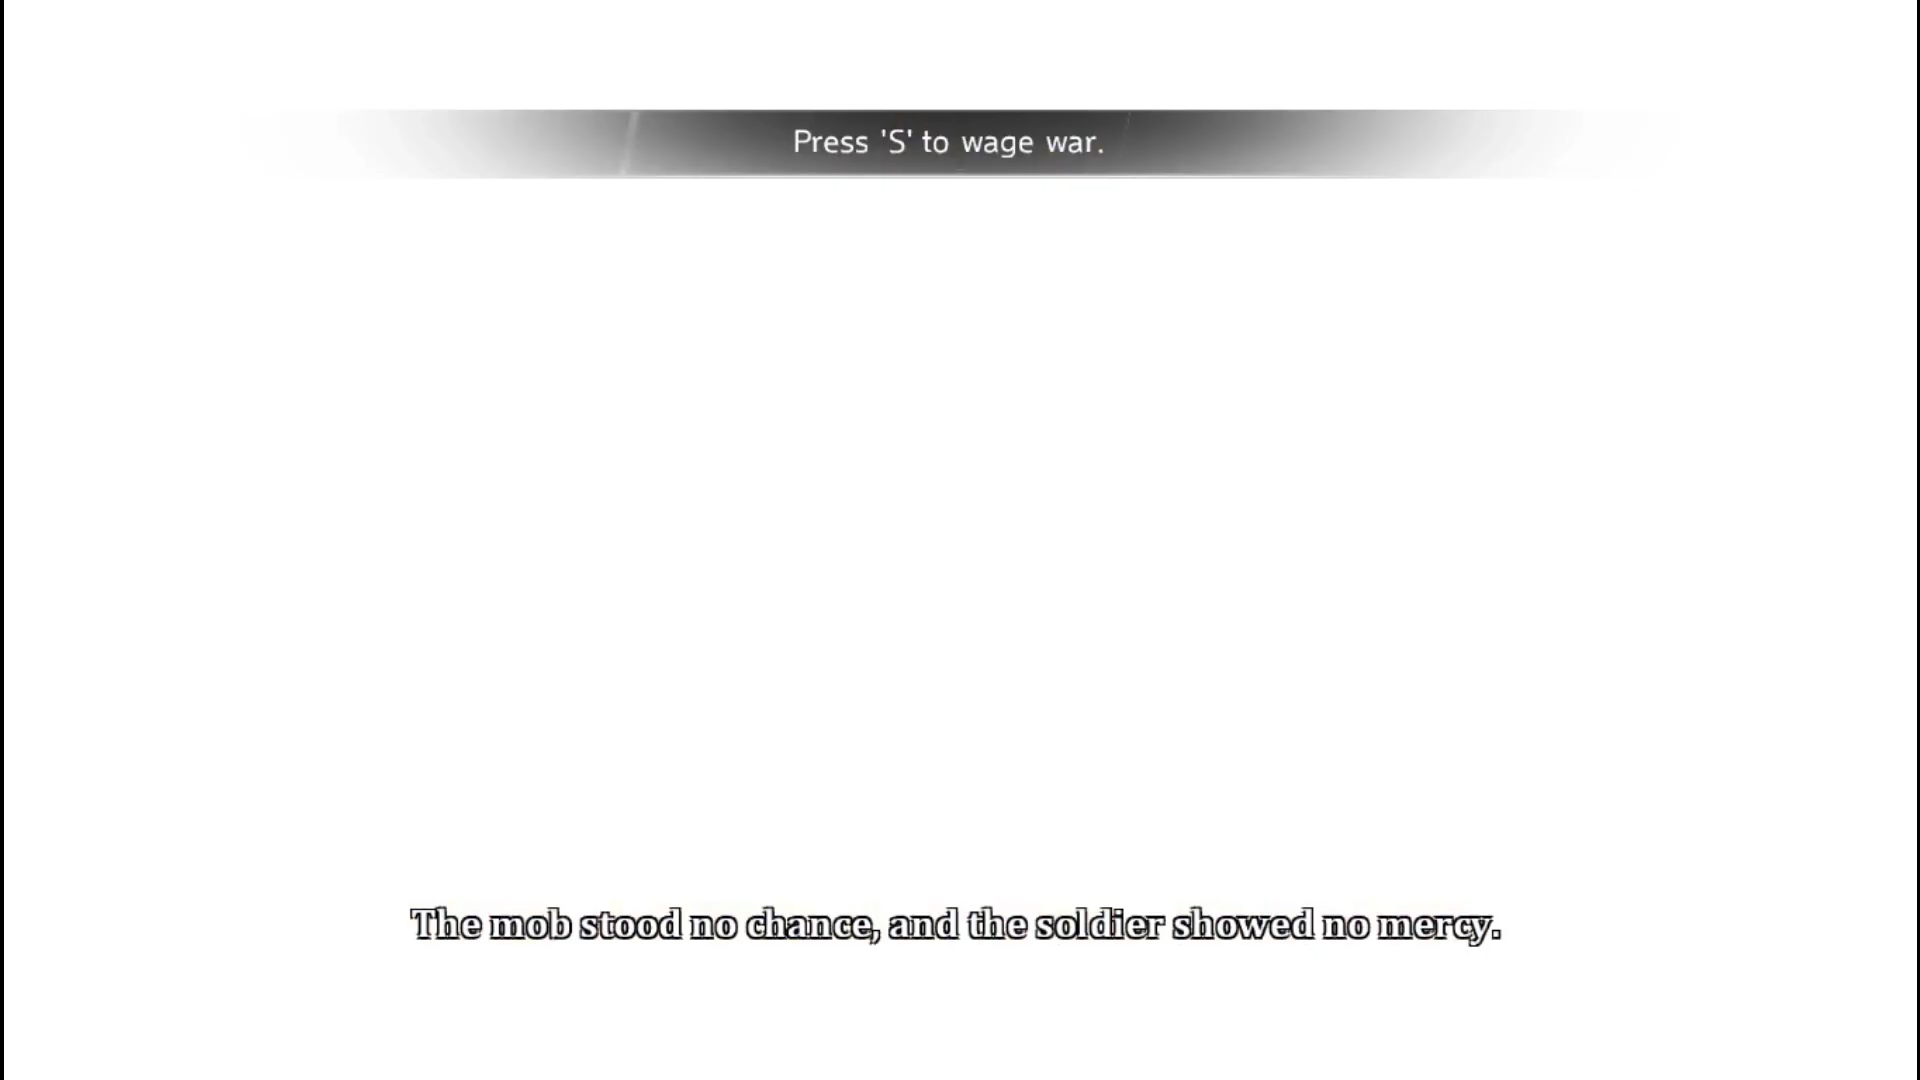 Press 'S' to wage war.
The mob stood no chance, and the soldier showed no mercy.